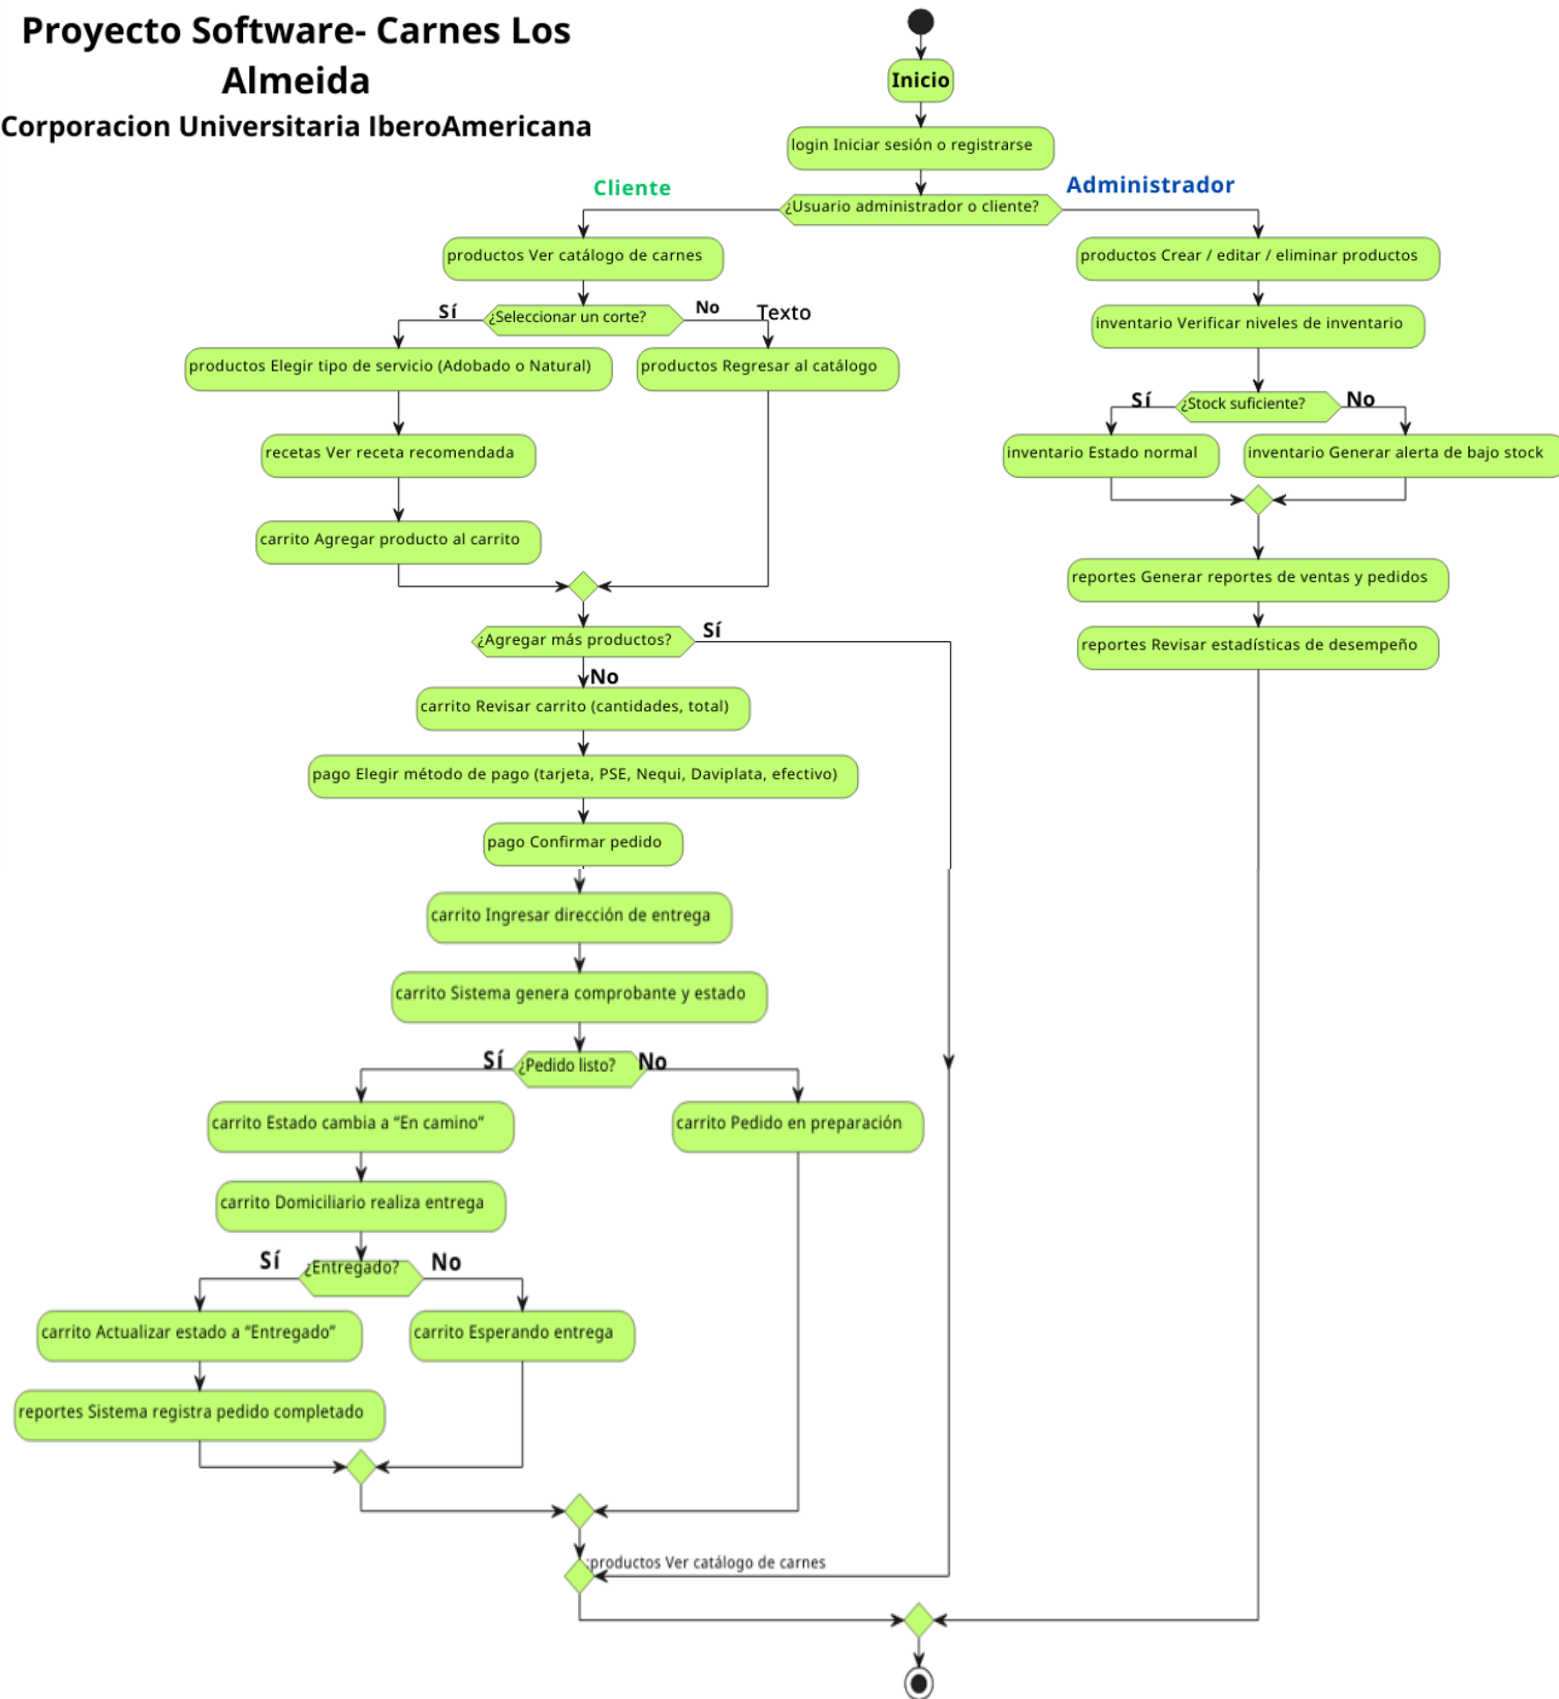 Proyecto Software- Carnes Los
Almeida
Corporacion Universitaria IberoAmericana
Inicio
login Iniciar sesión o registrarse
Cliente
Administrador
¿Usuario administrador o cliente?
productos Ver catálogo de carnes
productos Crear / editar / eliminar productos
Sí
¿Seleccionar un corte?
No
Texto
inventario Verificar niveles de inventario
productos Elegir tipo de servicio (Adobado o Natural)
productos Regresar al catálogo
Sí
¿Stock suficiente?
No
recetas Ver receta recomendada
inventario Estado normal
inventario Generar alerta de bajo stock
carrito Agregar producto al carrito
reportes Generar reportes de ventas y pedidos
¿Agregar más productos?
Sí
reportes Revisar estadísticas de desempeño
No
carrito Revisar carrito (cantidades, total)
pago Elegir método de pago (tarjeta, PSE, Nequi, Daviplata, efectivo)
pago Confirmar pedido
carrito Ingresar dirección de entrega
carrito Sistema genera comprobante y estado
Sí
¿Pedido listo?
No
carrito Estado cambia a “En camino”
carrito Pedido en preparación
carrito Domiciliario realiza entrega
Sí
¿Entregado?
No
carrito Actualizar estado a “Entregado”
carrito Esperando entrega
reportes Sistema registra pedido completado
:productos Ver catálogo de carnes